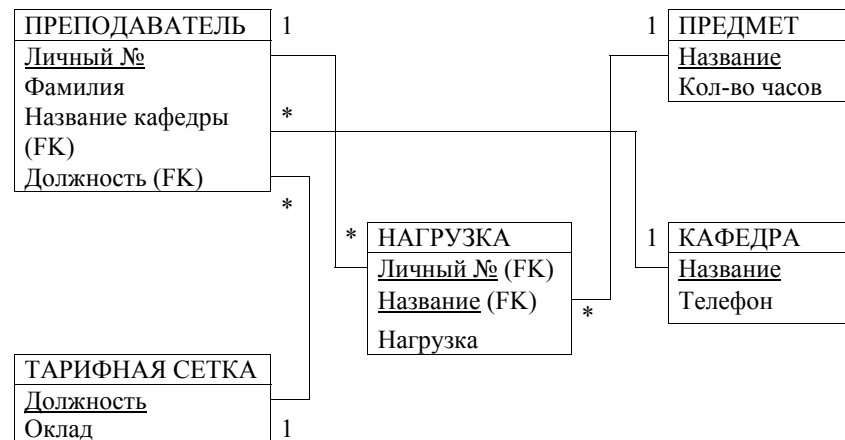 ПРЕПОДАВАТЕЛЬ
Личный №
Фамилия
Название кафедры
(FK)
Должность (FK)
1
*
*
1
ПРЕДМЕТ
Название
Кол-во часов
*
НАГРУЗКА
Личный № (FK)
Название (FK)
Нагрузка
*
1
КАФЕДРА
Название
Телефон
ТАРИФНАЯ СЕТКА
Должность
Оклад
1